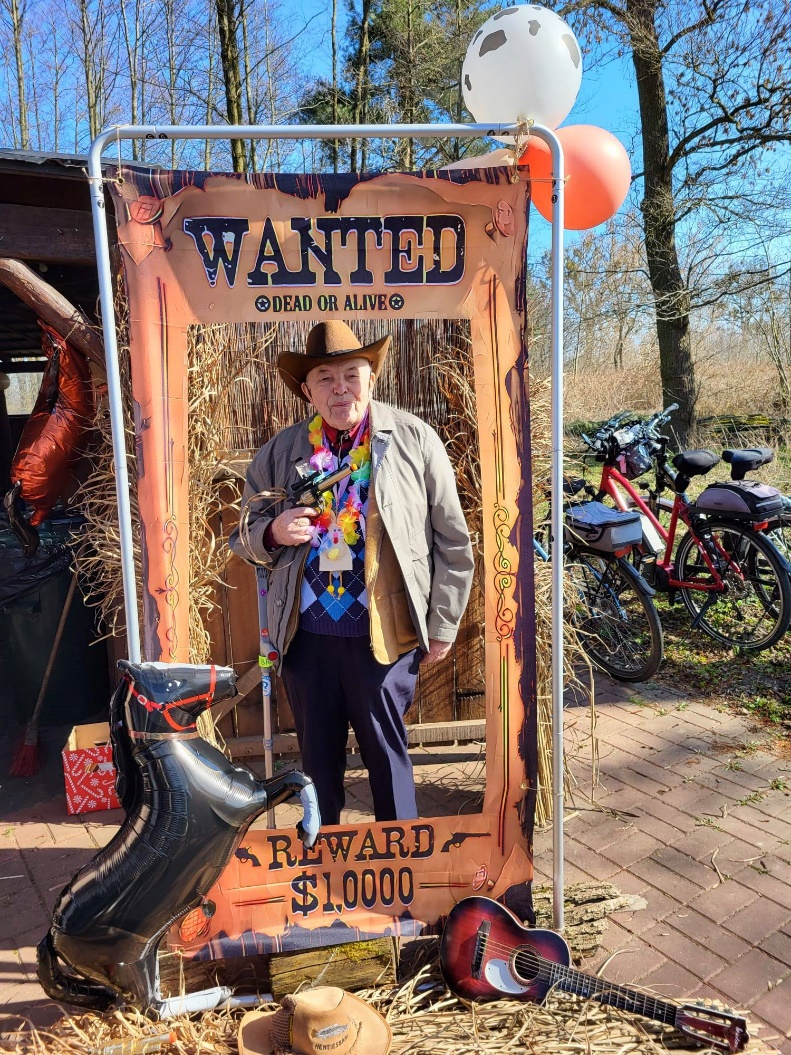 WANTED
DEAD OR ALIVE
REWARD
$1,0000